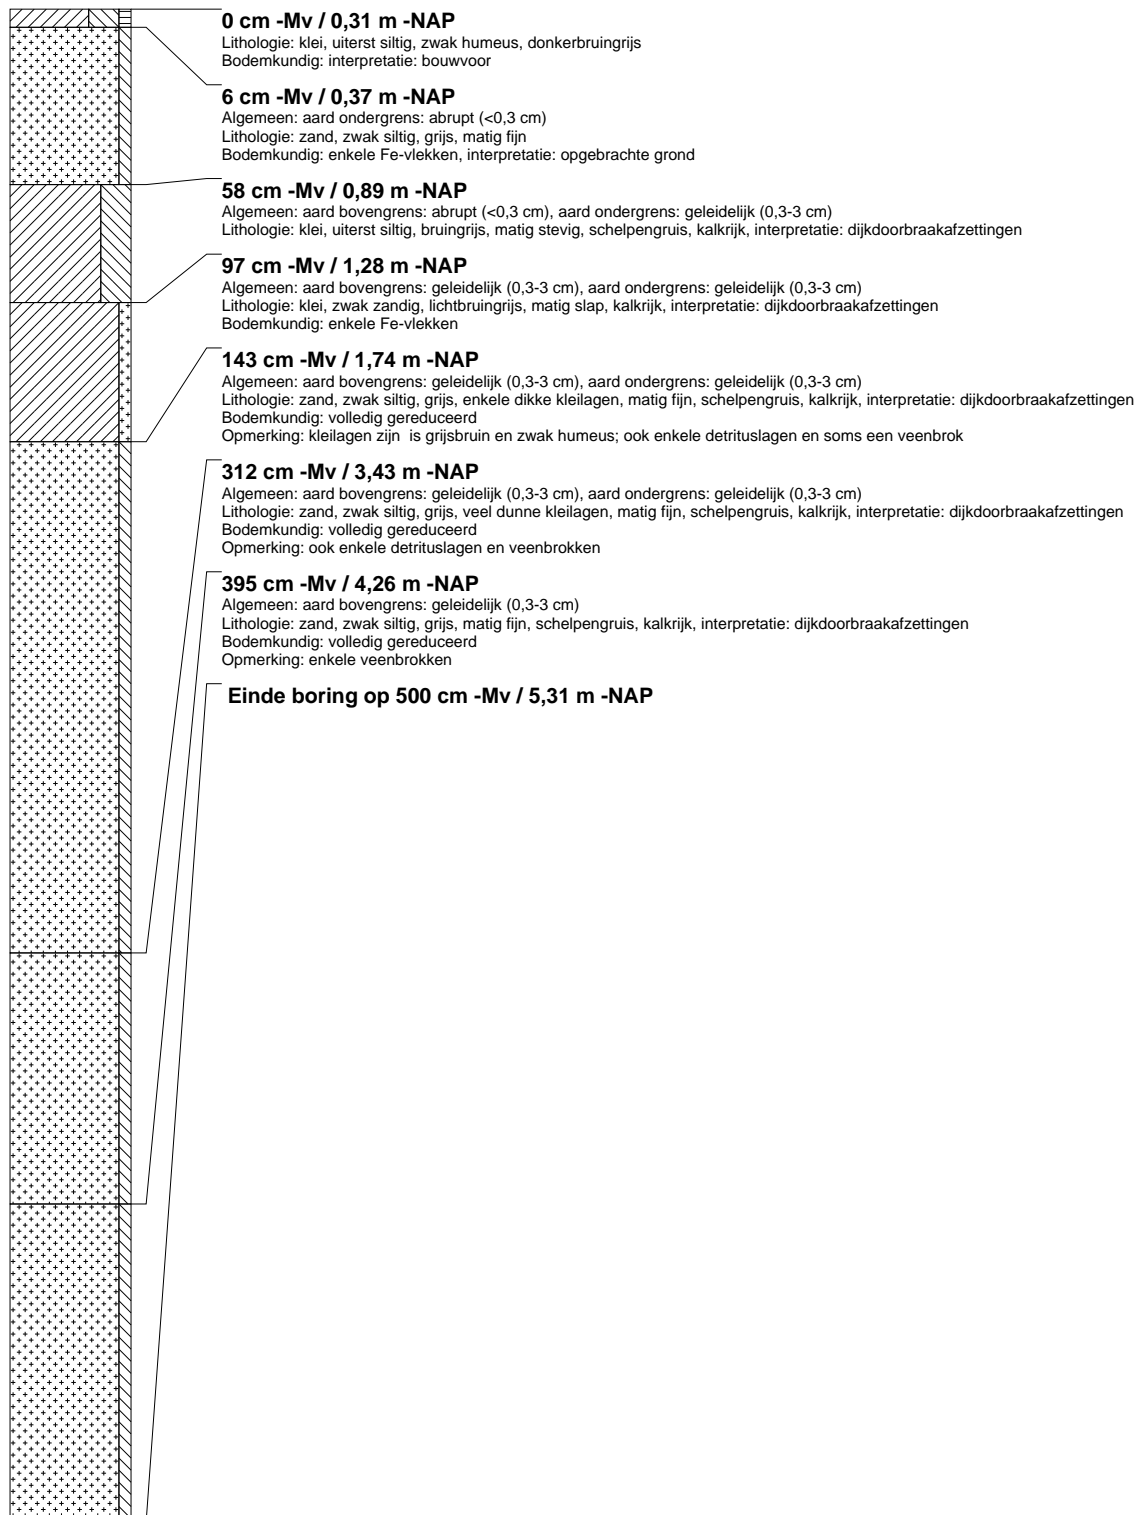 0 cm -Mv / 0,31 m -NAP
Lithologie: klei, uiterst siltig, zwak humeus, donkerbruingrijs
Bodemkundig: interpretatie: bouwvoor
6 cm -Mv / 0,37 m -NAP
Algemeen: aard ondergrens: abrupt (<0,3 cm)
Lithologie: zand, zwak siltig, grijs, matig fijn
Bodemkundig: enkele Fe-vlekken, interpretatie: opgebrachte grond
58 cm -Mv / 0,89 m -NAP
Algemeen: aard bovengrens: abrupt (<0,3 cm), aard ondergrens: geleidelijk (0,3-3 cm)
Lithologie: klei, uiterst siltig, bruingrijs, matig stevig, schelpengruis, kalkrijk, interpretatie: dijkdoorbraakafzettingen
97 cm -Mv / 1,28 m -NAP
Algemeen: aard bovengrens: geleidelijk (0,3-3 cm), aard ondergrens: geleidelijk (0,3-3 cm)
Lithologie: klei, zwak zandig, lichtbruingrijs, matig slap, kalkrijk, interpretatie: dijkdoorbraakafzettingen
Bodemkundig: enkele Fe-vlekken
143 cm -Mv / 1,74 m -NAP
Algemeen: aard bovengrens: geleidelijk (0,3-3 cm), aard ondergrens: geleidelijk (0,3-3 cm)
Lithologie: zand, zwak siltig, grijs, enkele dikke kleilagen, matig fijn, schelpengruis, kalkrijk, interpretatie: dijkdoorbraakafzettingen
Bodemkundig: volledig gereduceerd
Opmerking: kleilagen zijn  is grijsbruin en zwak humeus; ook enkele detrituslagen en soms een veenbrok
312 cm -Mv / 3,43 m -NAP
Algemeen: aard bovengrens: geleidelijk (0,3-3 cm), aard ondergrens: geleidelijk (0,3-3 cm)
Lithologie: zand, zwak siltig, grijs, veel dunne kleilagen, matig fijn, schelpengruis, kalkrijk, interpretatie: dijkdoorbraakafzettingen
Bodemkundig: volledig gereduceerd
Opmerking: ook enkele detrituslagen en veenbrokken
395 cm -Mv / 4,26 m -NAP
Algemeen: aard bovengrens: geleidelijk (0,3-3 cm)
Lithologie: zand, zwak siltig, grijs, matig fijn, schelpengruis, kalkrijk, interpretatie: dijkdoorbraakafzettingen
Bodemkundig: volledig gereduceerd
Opmerking: enkele veenbrokken
Einde boring op 500 cm -Mv / 5,31 m -NAP